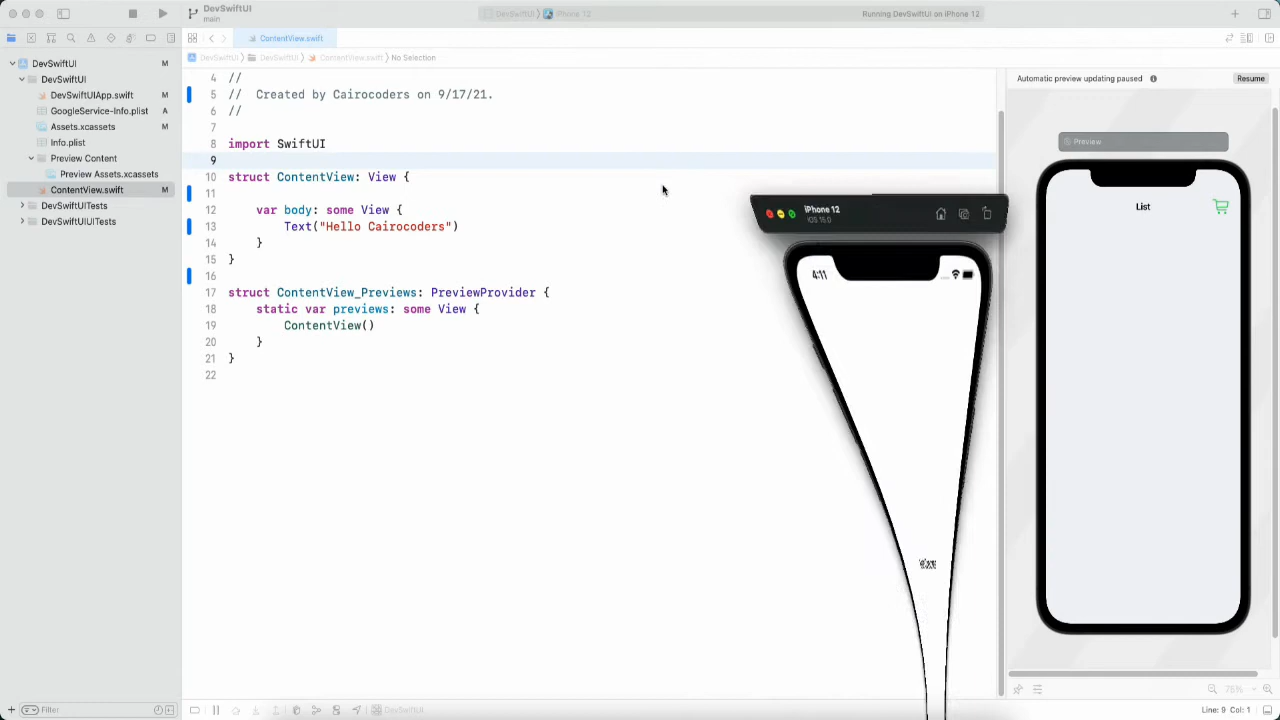 DevSwiftUI
main
DevSwiftUI
iPhone 12
Running DevSwiftUI on iPhone 12
ContentView.swift
DevSwiftUI
DevSwiftUI
ContentView.swift
No Selection
DevSwiftUI M
DevSwiftUI
DevSwiftUIApp.swift M
GoogleService-Info.plist A
Assets.xcassets M
Info.plist
Preview Content
Preview Assets.xcassets
ContentView.swift M
DevSwiftUITests
DevSwiftUIUITests
Filter
4 //
5 //  Created by Cairocoders on 9/17/21.
6 //
7
8 import SwiftUI
9
10 struct ContentView: View {
11
12     var body: some View {
13         Text("Hello Cairocoders")
14     }
15 }
16
17 struct ContentView_Previews: PreviewProvider {
18     static var previews: some View {
19         ContentView()
20     }
21 }
22
DevSwiftUI
iPhone 12
iOS 15.0
4:11
Automatic preview updating paused
Resume
Preview
List
75%
Line: 9 Col: 1